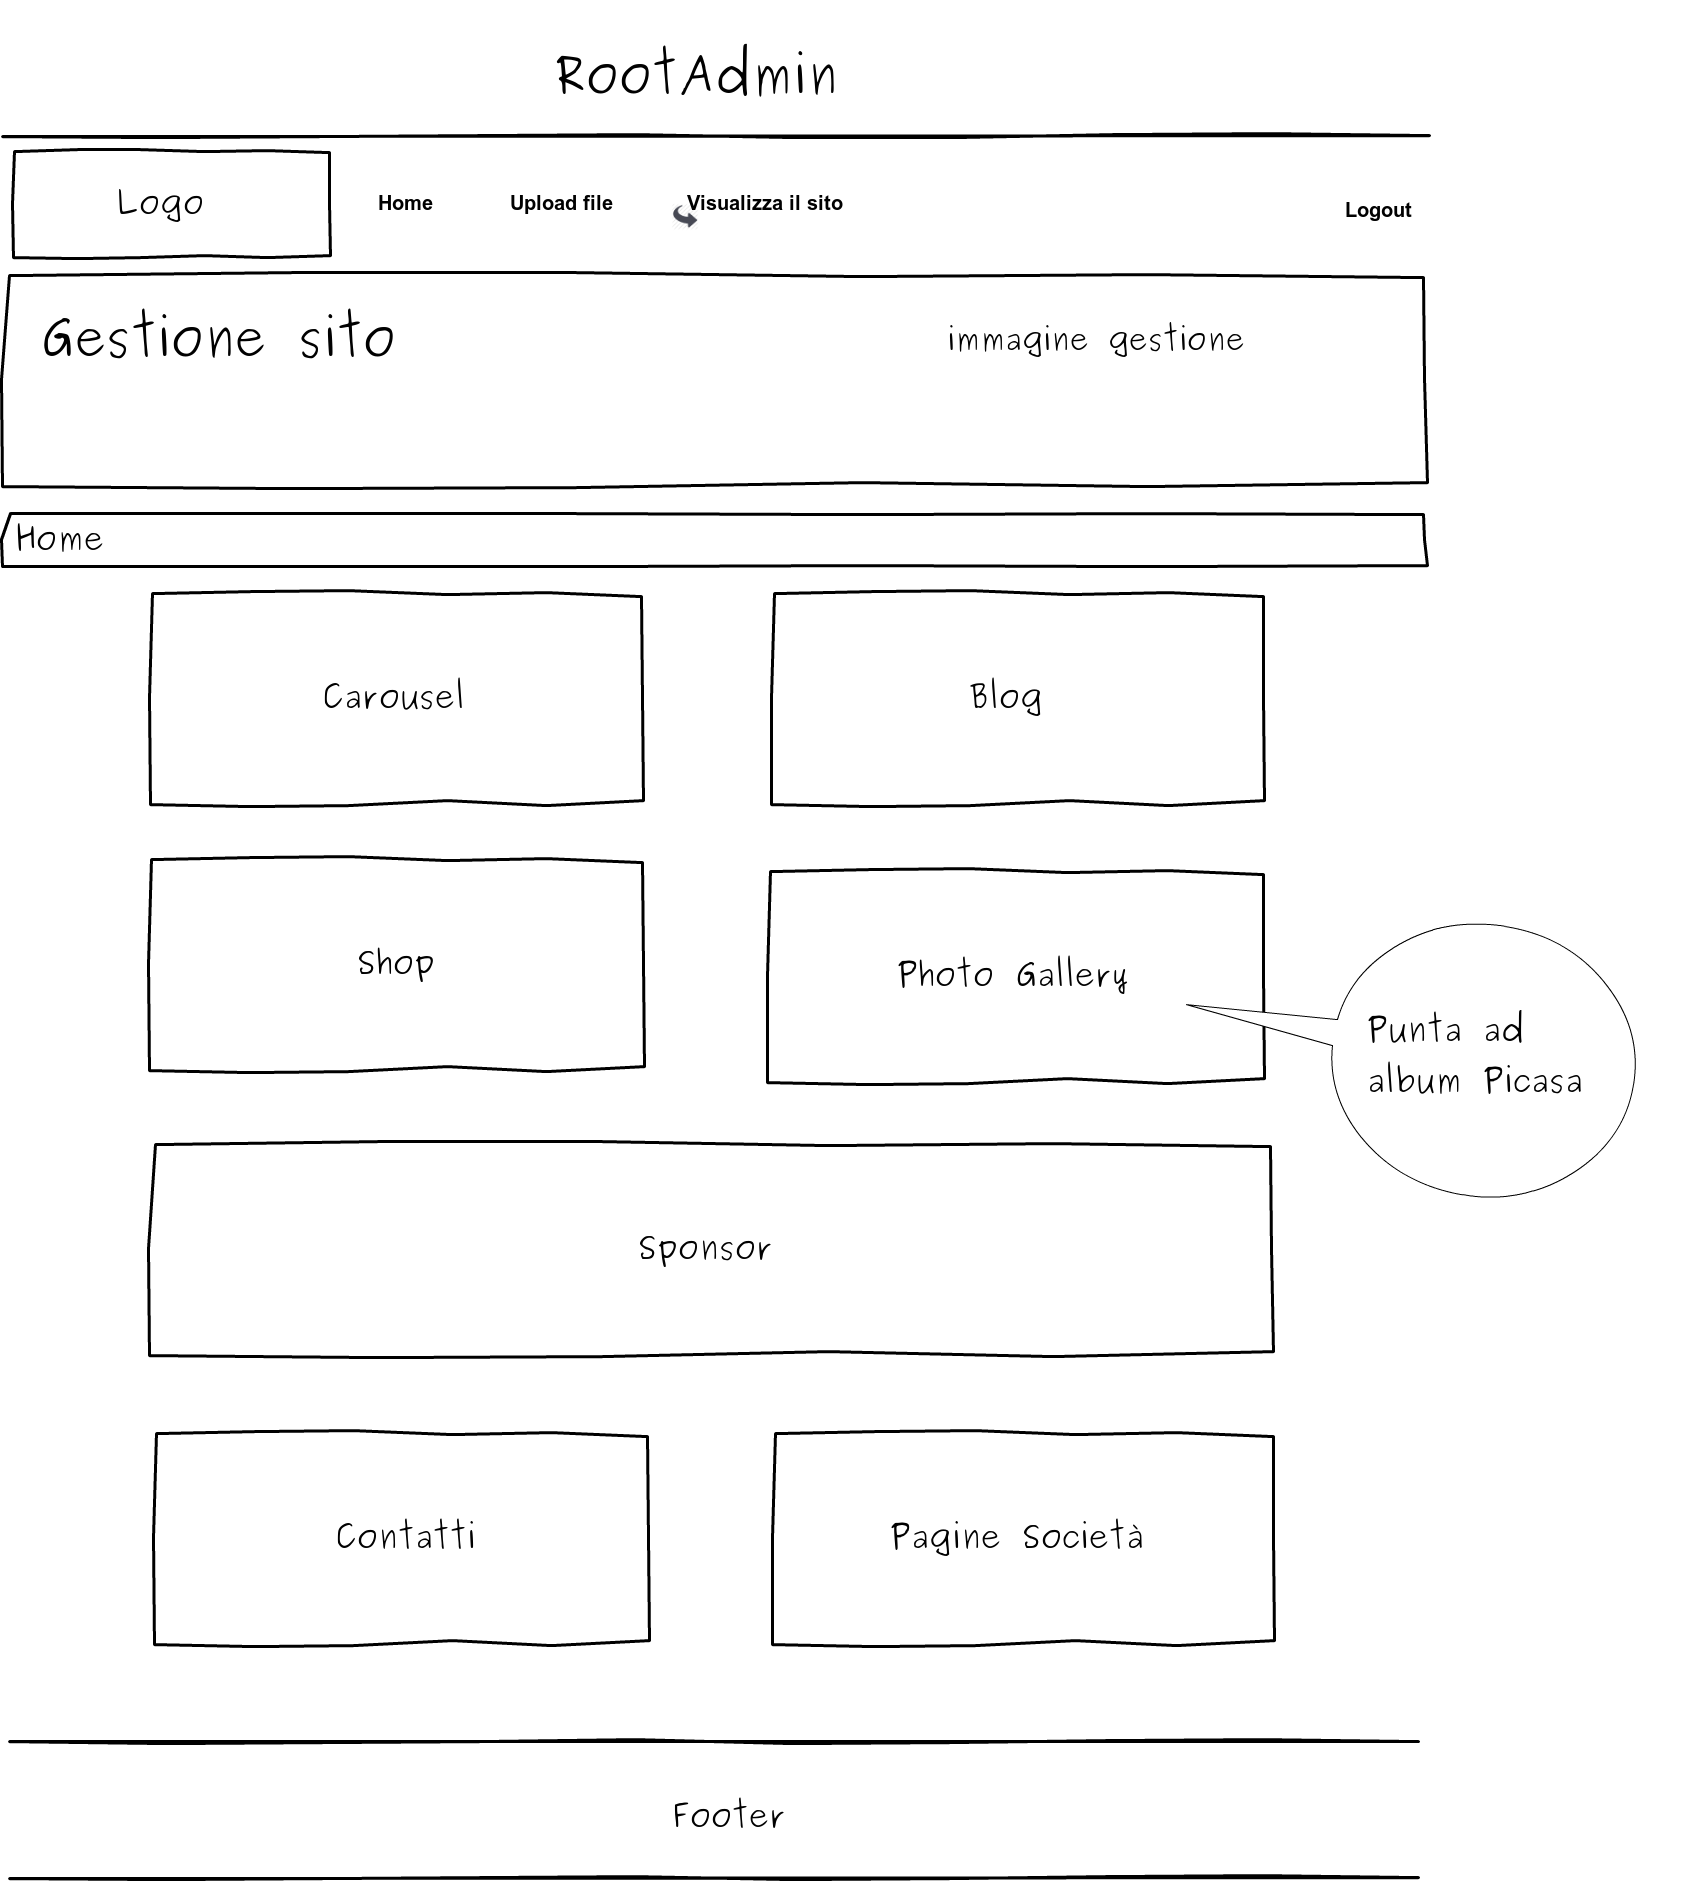 RootAdmin
Logo
Home
Upload file
Visualizza il sito
Logout
Gestione sito
immagine gestione
Home
Carousel
Blog
Shop
Photo Gallery
Punta ad
album Picasa
Sponsor
Contatti
Pagine Società
Footer